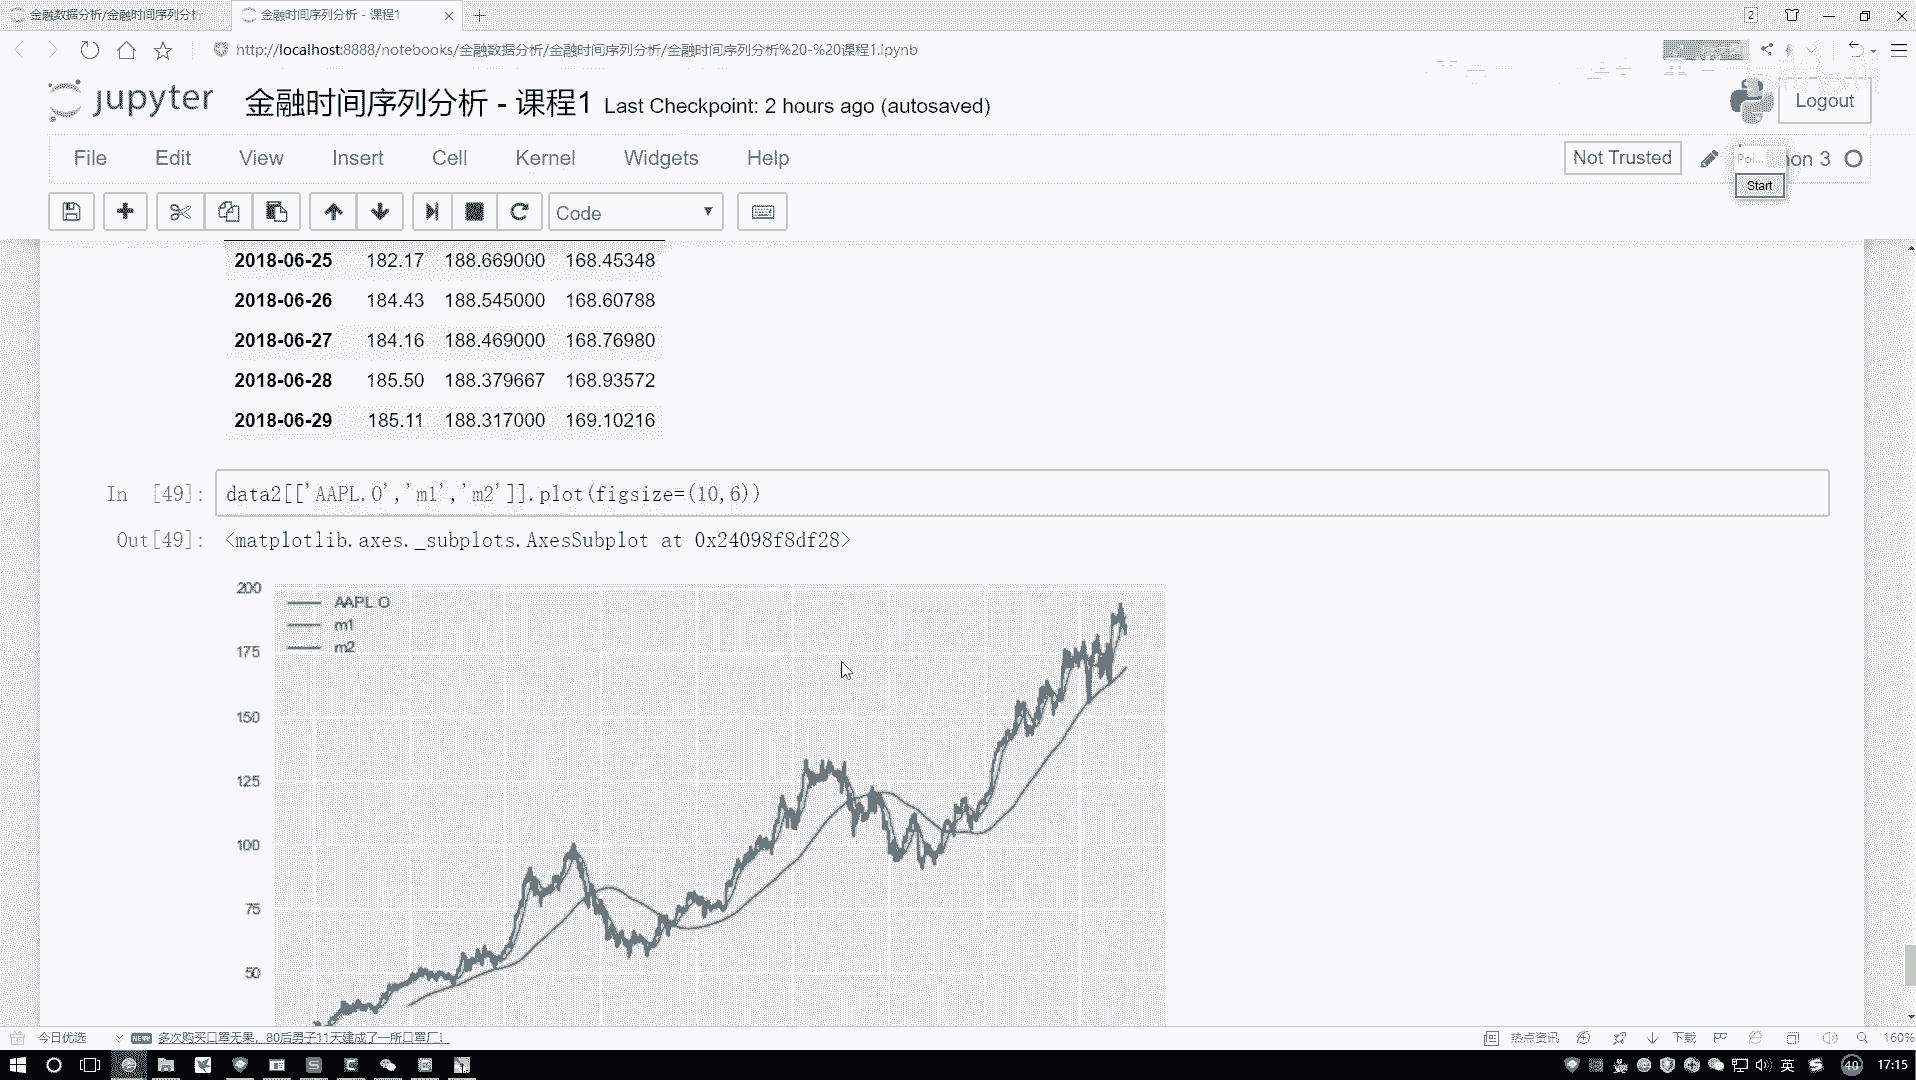 金融数据分析/金融时间序列分析
金融时间序列分析 - 课程1
2
http://localhost:8888/notebooks/金融数据分析/金融时间序列分析/金融时间序列分析%20-%20课程1.ipynb
jupyter
金融时间序列分析 - 课程1 Last Checkpoint: 2 hours ago (autosaved)
Logout
File Edit View Insert Cell Kernel Widgets Help
Not Trusted
Poi...
on 3
Start
Code
2018-06-25 182.17 188.669000 168.45348
2018-06-26 184.43 188.545000 168.60788
2018-06-27 184.16 188.469000 168.76980
2018-06-28 185.50 188.379667 168.93572
2018-06-29 185.11 188.317000 169.10216
In [49]: data2[['AAPL.O','m1','m2']].plot(figsize=(10,6))
Out[49]: <matplotlib.axes._subplots.AxesSubplot at 0x24098f8df28>
200
AAPL.O
m1
m2
175
150
125
100
75
50
今日优选
NEW 多次购买口罩无果，80后男子11天建成了一所口罩厂!
热点资讯
下载
160%
英
40
17:15